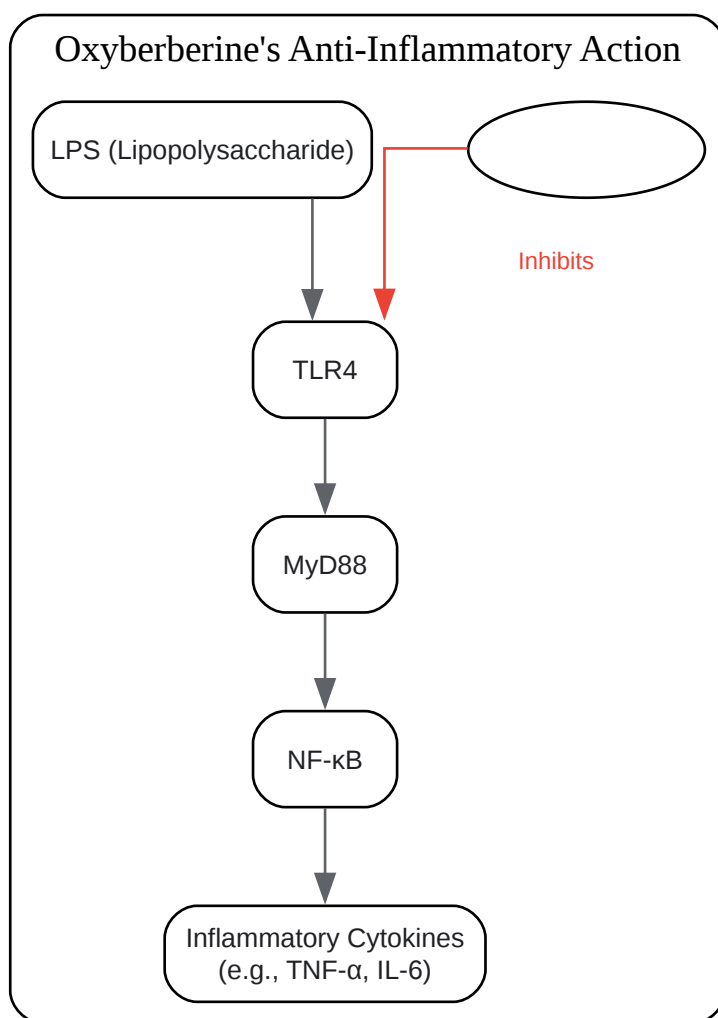 Oxyberberine's Anti-Inflammatory Action
LPS (Lipopolysaccharide)
Inhibits
TLR4
MyD88
NF-κB
Inflammatory Cytokines
(e.g., TNF-α, IL-6)